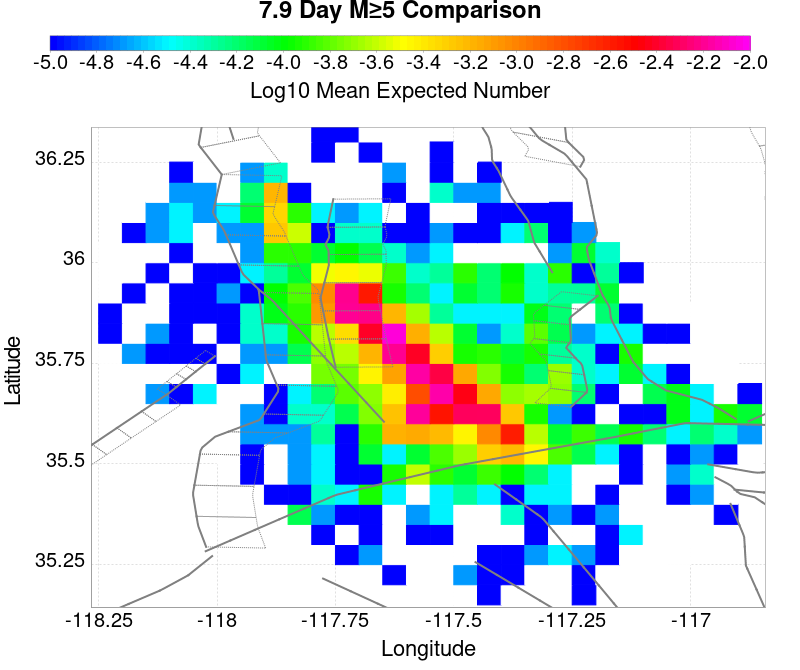 7.9 Day M≥5 Comparison
-5.0 -4.8 -4.6 -4.4 -4.2 -4.0 -3.8 -3.6 -3.4 -3.2 -3.0 -2.8 -2.6 -2.4 -2.2 -2.0
Log10 Mean Expected Number
36.25
36
35.75
35.5
35.25
Latitude
-118.25 -118 -117.75 -117.5 -117.25 -117
Longitude